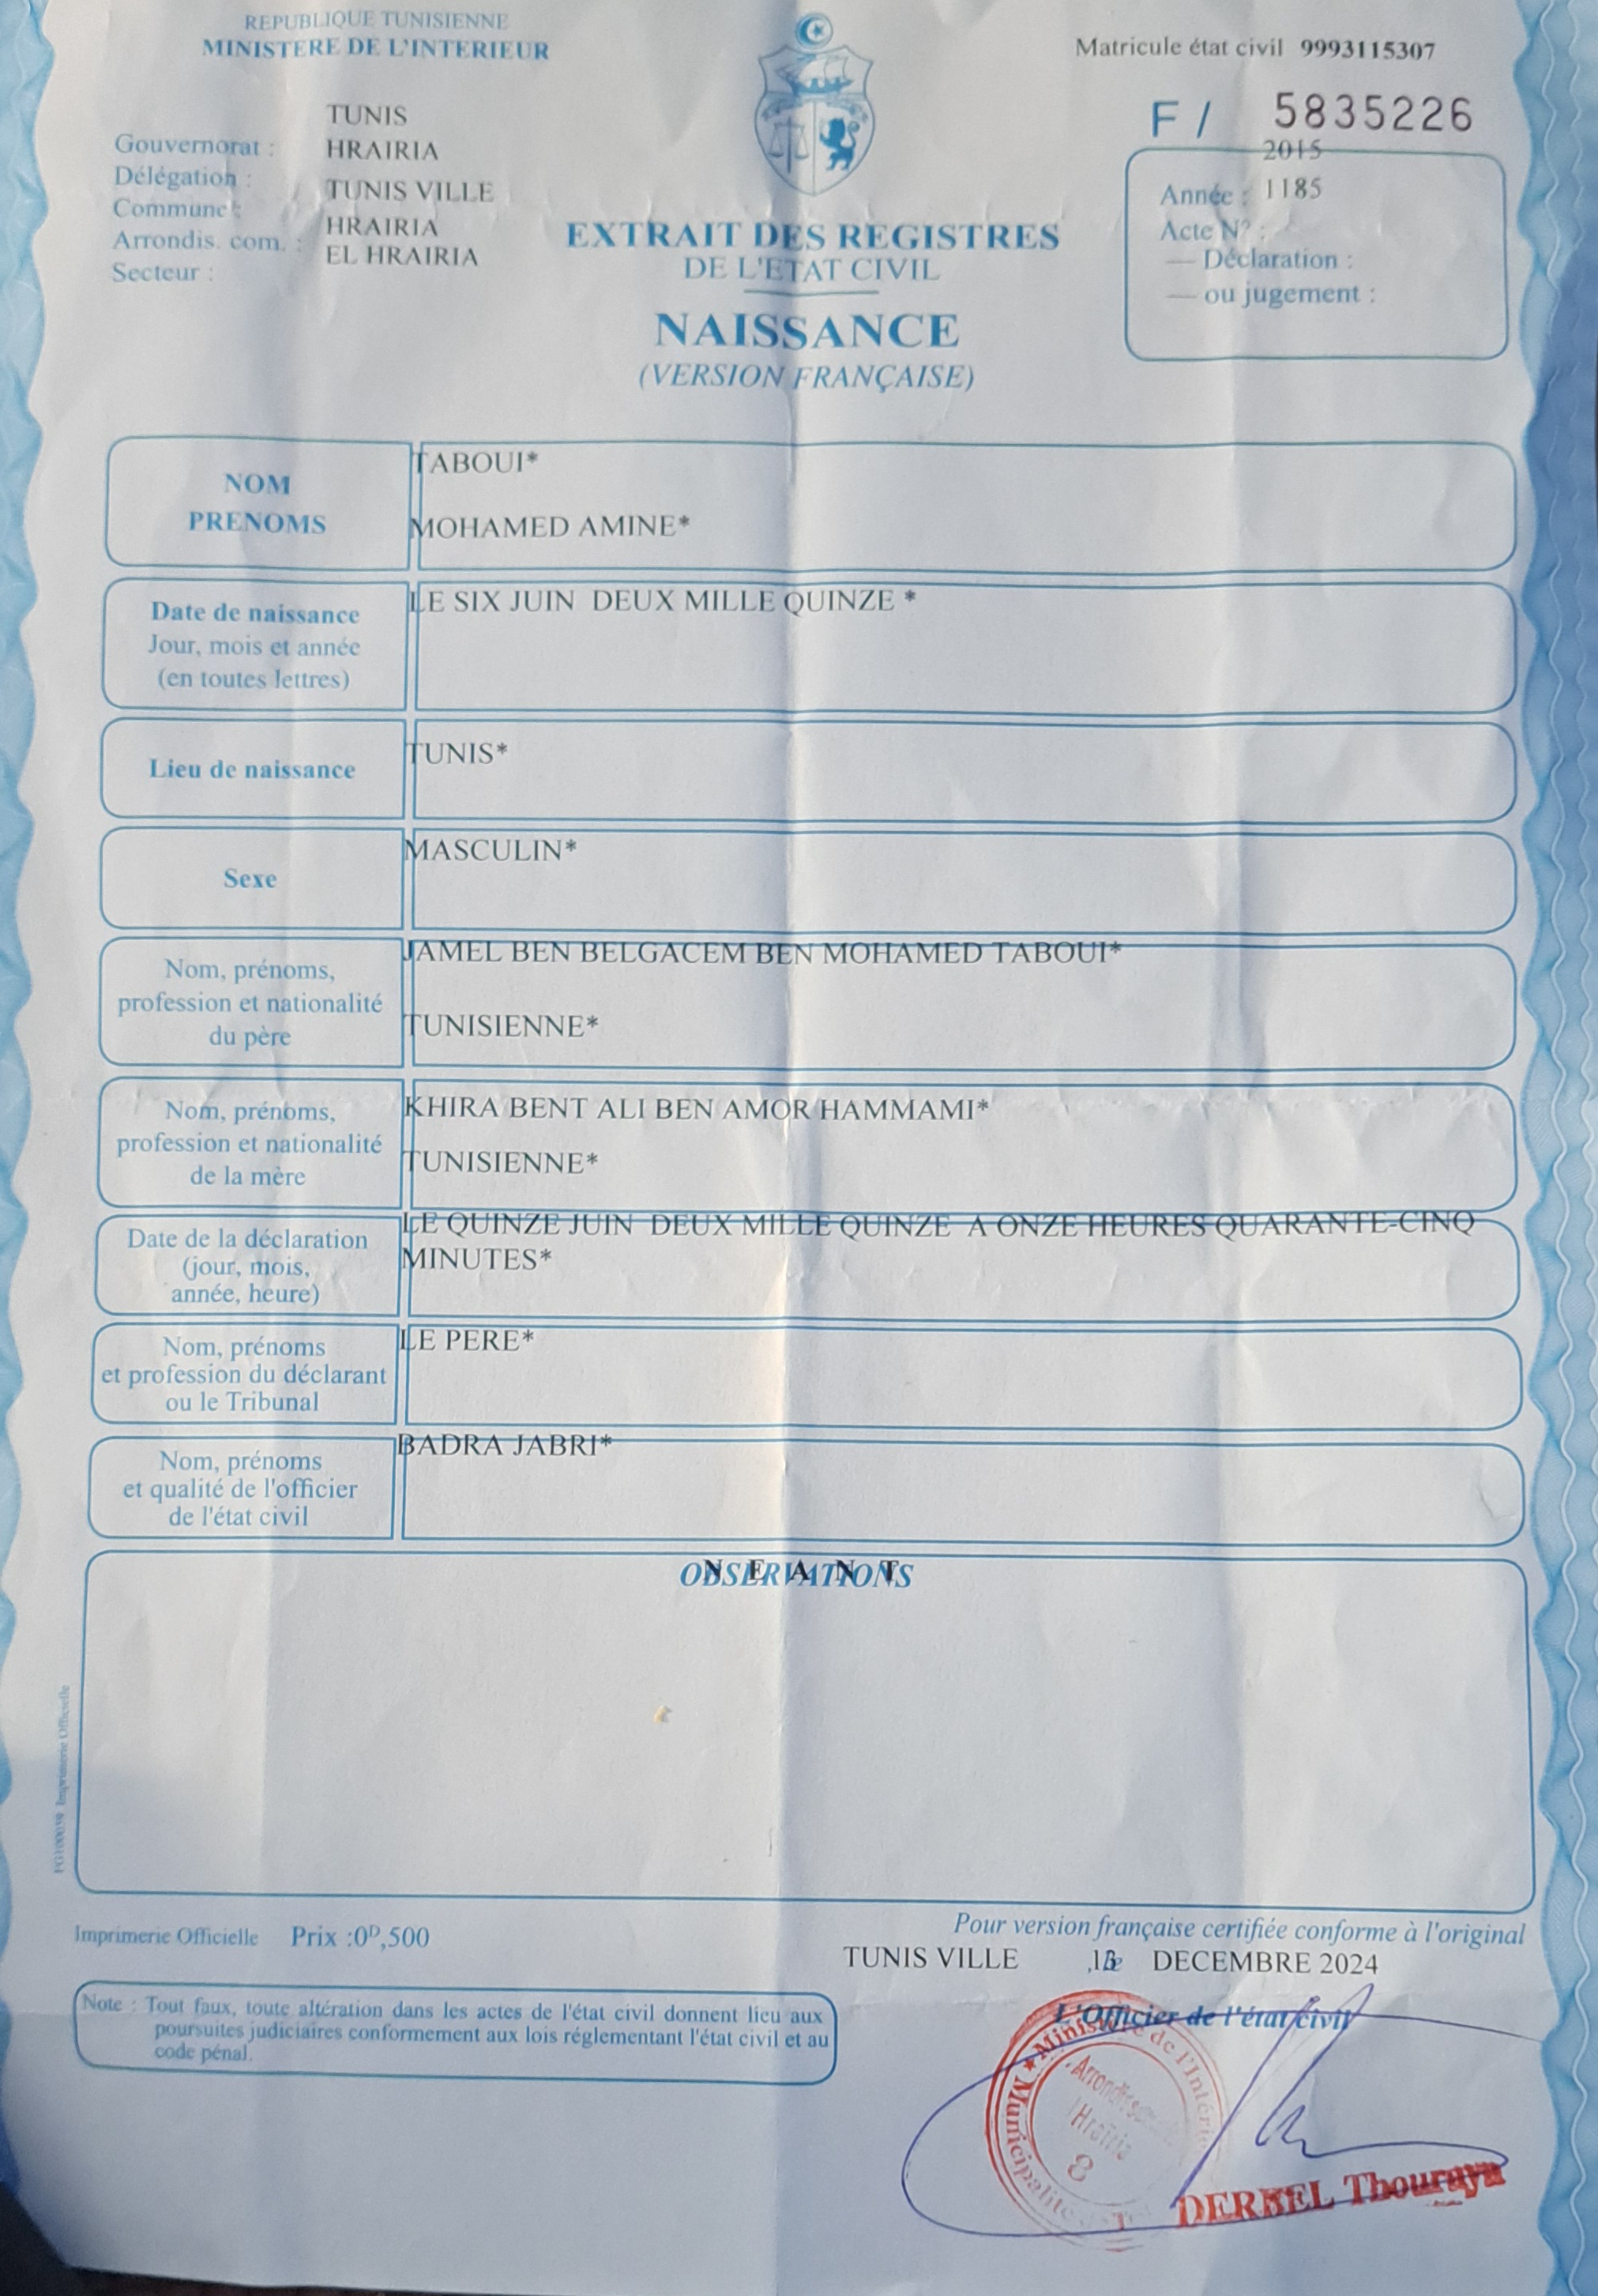 REPUBLIQUE TUNISIENNE
MINISTERE DE L'INTERIEUR
Matricule état civil 9993115307
F / 5835226
Gouvernorat : TUNIS
Délégation : HRAIRIA
Commune : TUNIS VILLE
Arrondis. com. : HRAIRIA
Secteur : EL HRAIRIA
2015
Année : 1185
Acte N° :
— Déclaration :
— ou jugement :
EXTRAIT DES REGISTRES
DE L'ETAT CIVIL
NAISSANCE
(VERSION FRANÇAISE)
NOM
PRENOMS
TABOUI*
MOHAMED AMINE*
Date de naissance
Jour, mois et année
(en toutes lettres)
LE SIX JUIN DEUX MILLE QUINZE *
Lieu de naissance
TUNIS*
Sexe
MASCULIN*
Nom, prénoms,
profession et nationalité
du père
JAMEL BEN BELGACEM BEN MOHAMED TABOUI*
TUNISIENNE*
Nom, prénoms,
profession et nationalité
de la mère
KHIRA BENT ALI BEN AMOR HAMMAMI*
TUNISIENNE*
Date de la déclaration
(jour, mois,
année, heure)
LE QUINZE JUIN DEUX MILLE QUINZE A ONZE HEURES QUARANTE-CINQ
MINUTES*
Nom, prénoms
et profession du déclarant
ou le Tribunal
LE PERE*
Nom, prénoms
et qualité de l'officier
de l'état civil
BADRA JABRI*
OBSERVATIONS
N E A N T
Imprimerie Officielle
Imprimerie Officielle Prix :0ᴰ,500
Pour version française certifiée conforme à l'original
TUNIS VILLE , le DECEMBRE 2024
Note : Tout faux, toute altération dans les actes de l'état civil donnent lieu aux
poursuites judiciaires conformement aux lois réglementant l'état civil et au
code pénal.
L'Officier de l'état civil
Ministère de l'Intérie
Municipalité
Hrairia
8
DERBEL Thouraya